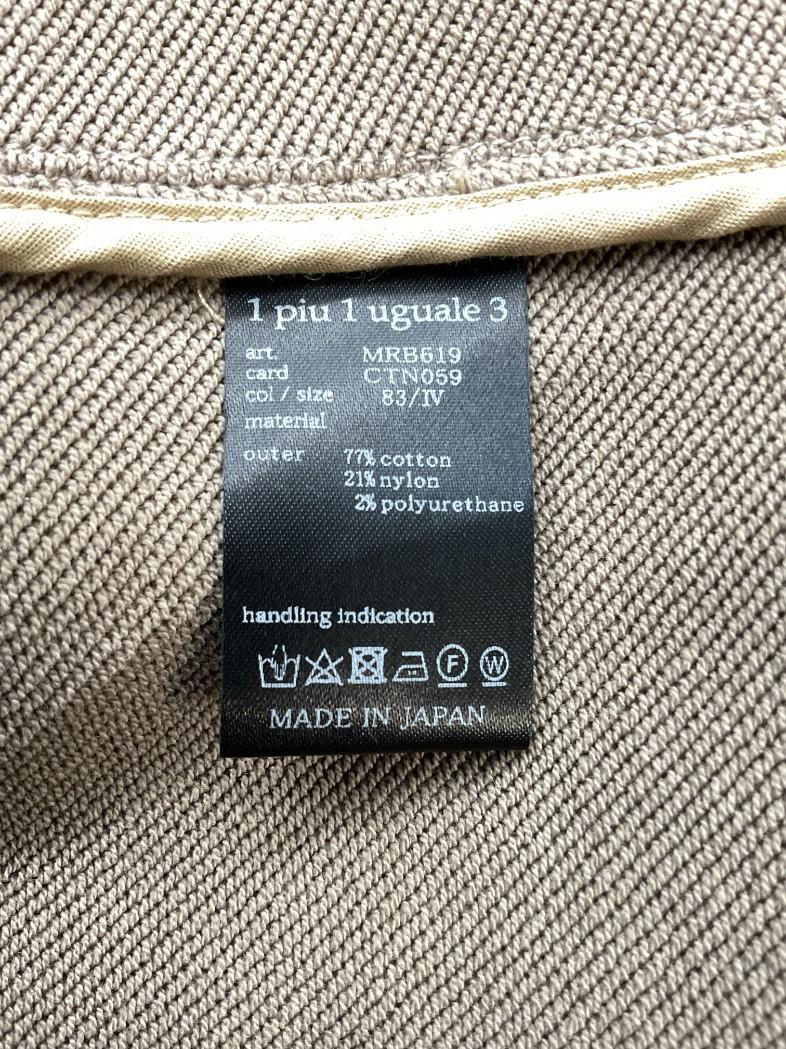 1 piu 1 uguale 3
art. MRB619
card CTN059
col / size 83/IV
material
outer 77% cotton
21% nylon
2% polyurethane
handling indication
F W
MADE IN JAPAN